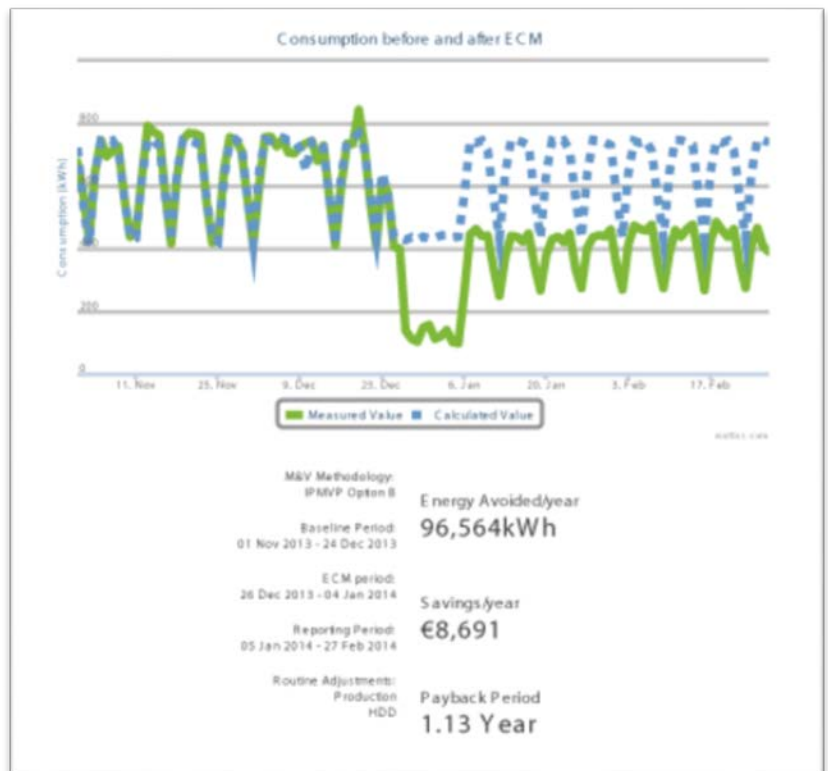 Consumption before and after ECM
Consumption (kWh)
800
200
0
11. Nov
25. Nov
9. Dec
23. Dec
6. Jan
20. Jan
3. Feb
17. Feb
Measured Value
Calculated Value
M&V Methodology:
IPMVP Option B
Baseline Period:
01 Nov 2013 - 24 Dec 2013
ECM period:
26 Dec 2013 - 04 Jan 2014
Reporting Period:
05 Jan 2014 - 27 Feb 2014
Routine Adjustments:
Production
HDD
Energy Avoided/year
96,564kWh
Savings/year
€8,691
Payback Period
1.13 Year